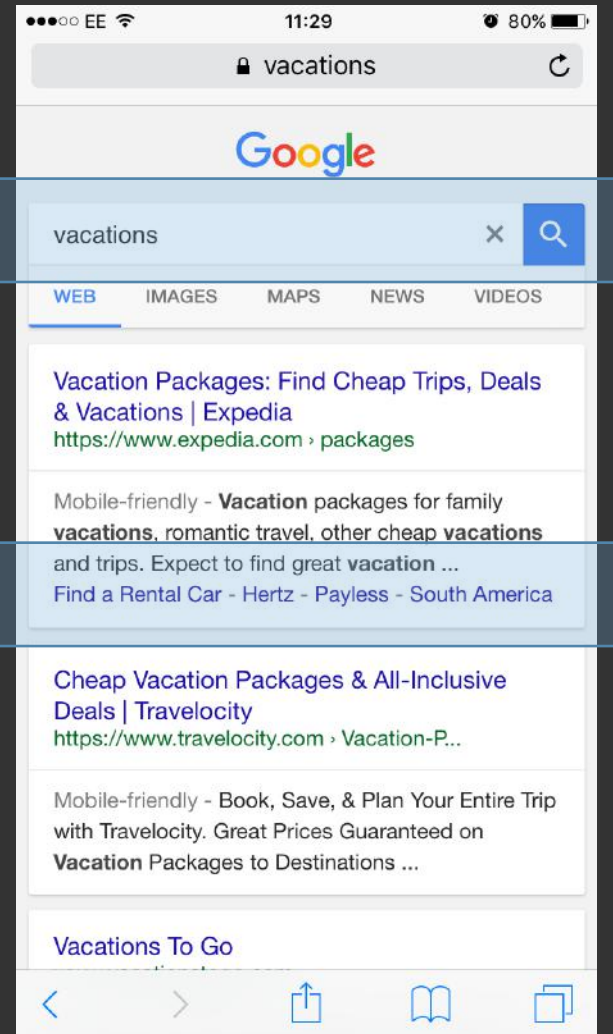 EE 11:29 80%
vacations
Google
vacations
WEB IMAGES MAPS NEWS VIDEOS
Vacation Packages: Find Cheap Trips, Deals
& Vacations | Expedia
https://www.expedia.com › packages
Mobile-friendly - Vacation packages for family
vacations, romantic travel, other cheap vacations
and trips. Expect to find great vacation ...
Find a Rental Car - Hertz - Payless - South America
Cheap Vacation Packages & All-Inclusive
Deals | Travelocity
https://www.travelocity.com › Vacation-P...
Mobile-friendly - Book, Save, & Plan Your Entire Trip
with Travelocity. Great Prices Guaranteed on
Vacation Packages to Destinations ...
Vacations To Go